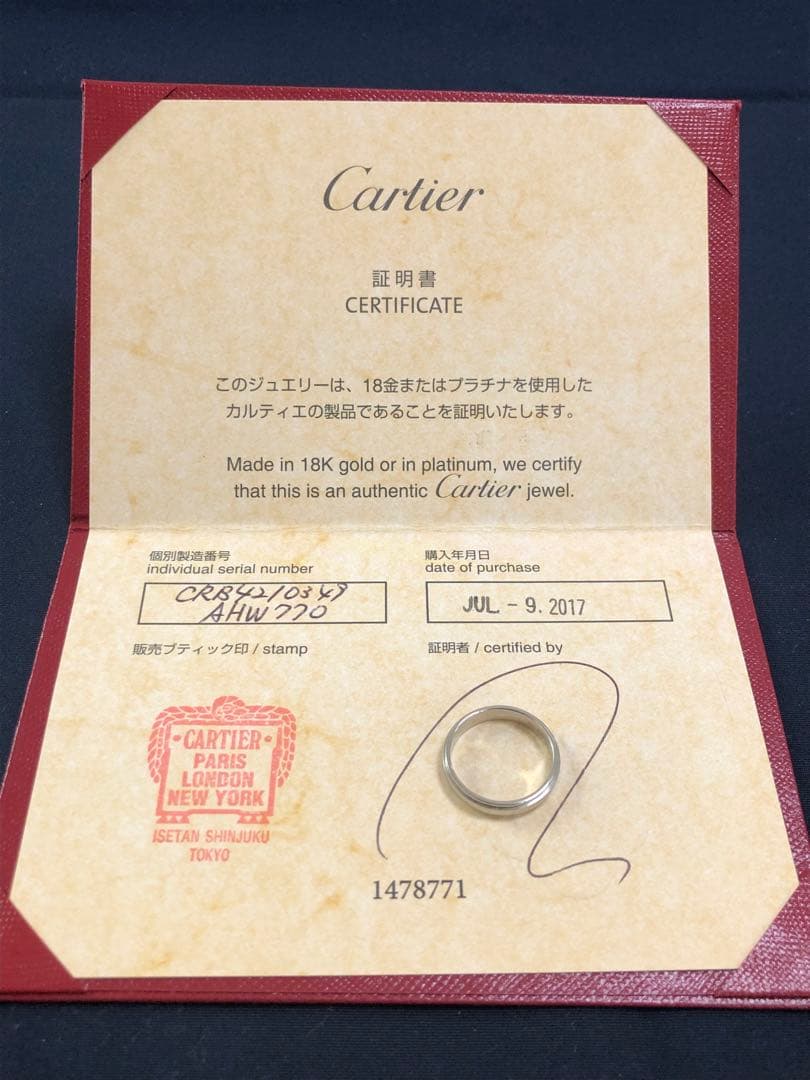 Cartier
証明書
CERTIFICATE
このジュエリーは、18金またはプラチナを使用した
カルティエの製品であることを証明いたします。
Made in 18K gold or in platinum, we certify
that this is an authentic Cartier jewel.
個別製造番号
individual serial number
CRB4210349
AHW770
購入年月日
date of purchase
JUL - 9. 2017
販売ブティック印 / stamp
証明者 / certified by
CARTIER
PARIS
LONDON
NEW YORK
ISETAN SHINJUKU
TOKYO
1478771